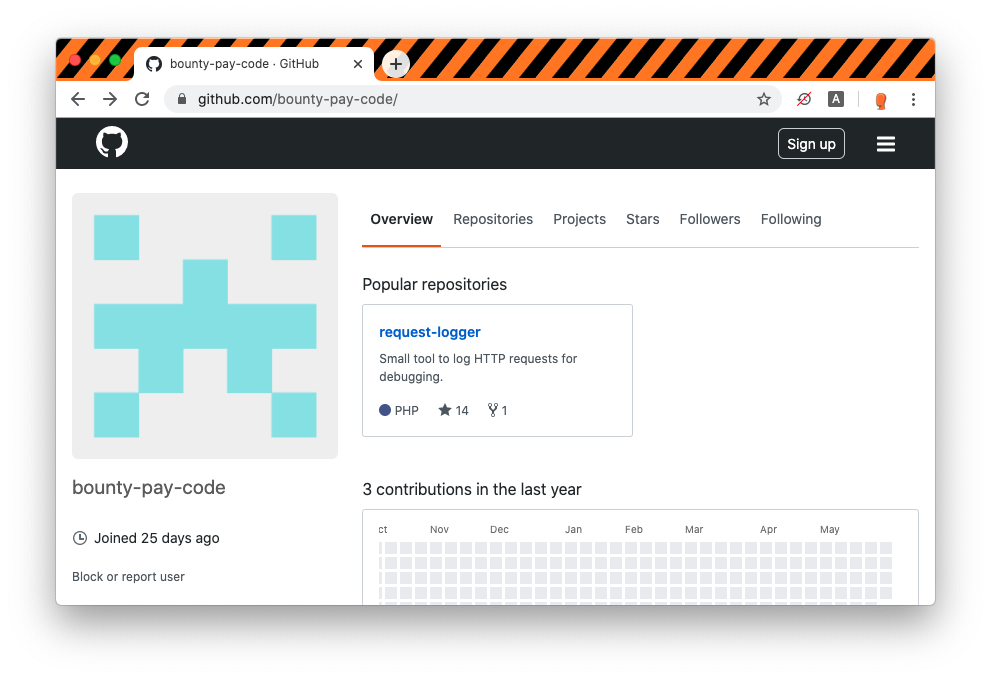 bounty-pay-code · GitHub
github.com/bounty-pay-code/
A
Sign up
Overview Repositories Projects Stars Followers Following
Popular repositories
request-logger
Small tool to log HTTP requests for
debugging.
PHP 14 1
bounty-pay-code
Joined 25 days ago
Block or report user
3 contributions in the last year
ct Nov Dec Jan Feb Mar Apr May